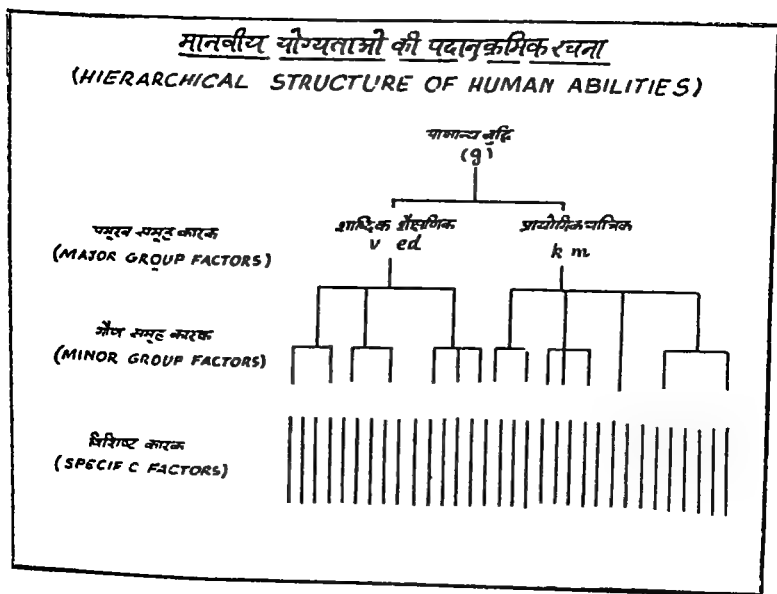 मानवीय योग्यताओं की पदानुक्रमिक रचना
(HIERARCHICAL STRUCTURE OF HUMAN ABILITIES)
सामान्य बुद्धि
(g)
प्रमुख समूह कारक
(MAJOR GROUP FACTORS)
शाब्दिक शैक्षणिक
v ed
प्रायोगिक यान्त्रिक
k m
गौण समूह कारक
(MINOR GROUP FACTORS)
विशिष्ट कारक
(SPECIF C FACTORS)